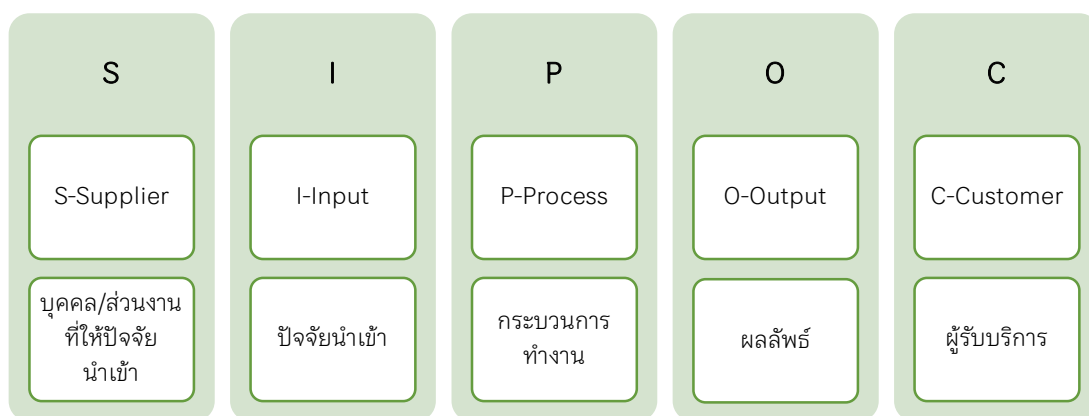 S
S-Supplier
บุคคล/ส่วนงาน
ที่ให้ปัจจัย
นำเข้า
I
I-Input
ปัจจัยนำเข้า
P
P-Process
กระบวนการ
ทำงาน
O
O-Output
ผลลัพธ์
C
C-Customer
ผู้รับบริการ